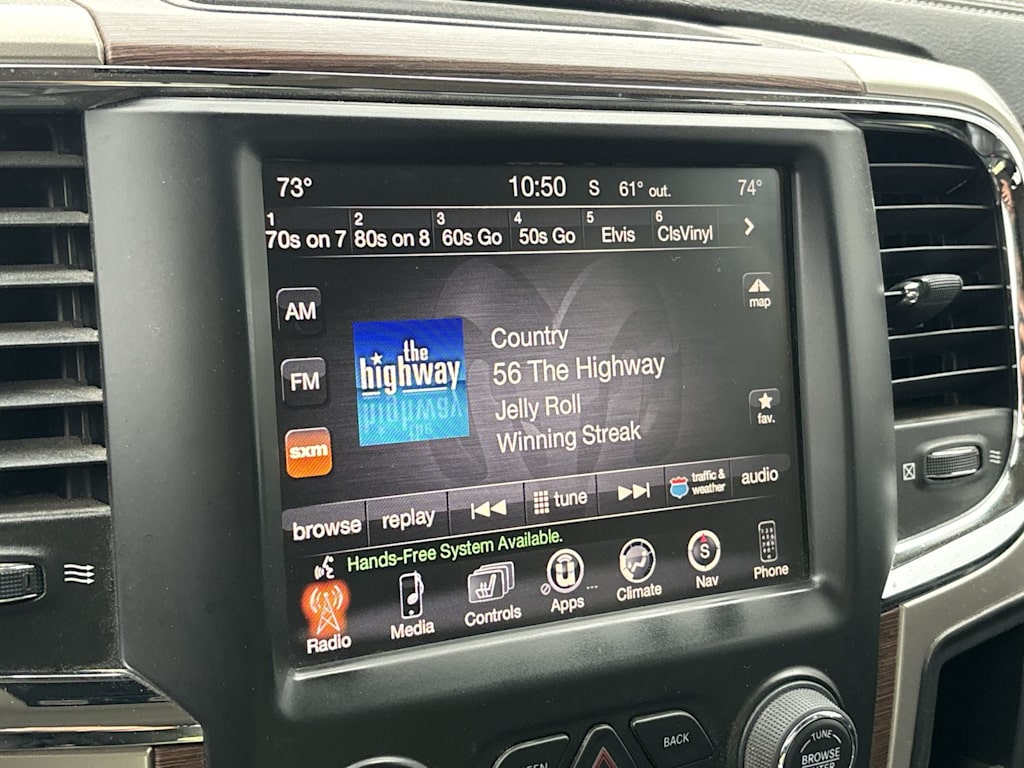 73° 10:50 S 61° out. 74°
1 2 3 4 5 6
70s on 7 80s on 8 60s Go 50s Go Elvis ClsVinyl
map
AM
the
highway
Country
56 The Highway
FM
Jelly Roll
fav.
sxm
Winning Streak
browse replay tune traffic &
weather audio
Hands-Free System Available.
S
Radio Media Controls Apps Climate Nav Phone
BACK
TUNE
BROWSE